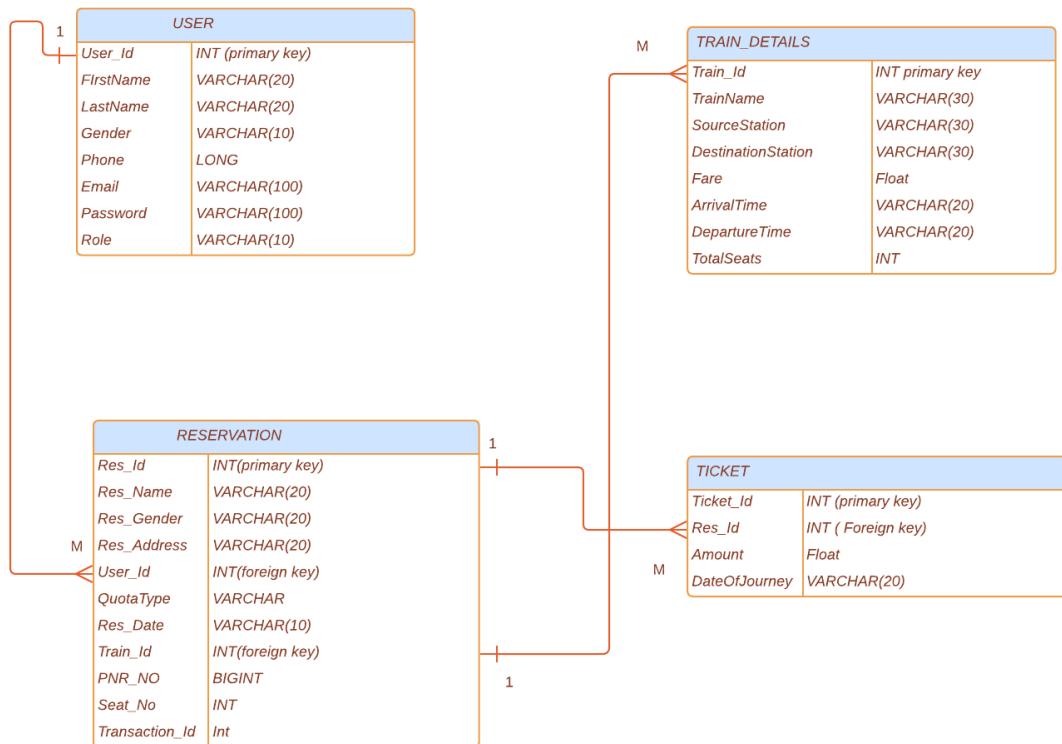 USER
1
User_Id INT (primary key)
FIrstName VARCHAR(20)
LastName VARCHAR(20)
Gender VARCHAR(10)
Phone LONG
Email VARCHAR(100)
Password VARCHAR(100)
Role VARCHAR(10)
M
TRAIN_DETAILS
Train_Id INT primary key
TrainName VARCHAR(30)
SourceStation VARCHAR(30)
DestinationStation VARCHAR(30)
Fare Float
ArrivalTime VARCHAR(20)
DepartureTime VARCHAR(20)
TotalSeats INT
RESERVATION
1
Res_Id INT(primary key)
Res_Name VARCHAR(20)
Res_Gender VARCHAR(20)
Res_Address VARCHAR(20)
M
User_Id INT(foreign key)
QuotaType VARCHAR
Res_Date VARCHAR(10)
Train_Id INT(foreign key)
1
PNR_NO BIGINT
Seat_No INT
Transaction_Id Int
TICKET
Ticket_Id INT (primary key)
Res_Id INT ( Foreign key)
Amount Float
M
DateOfJourney VARCHAR(20)